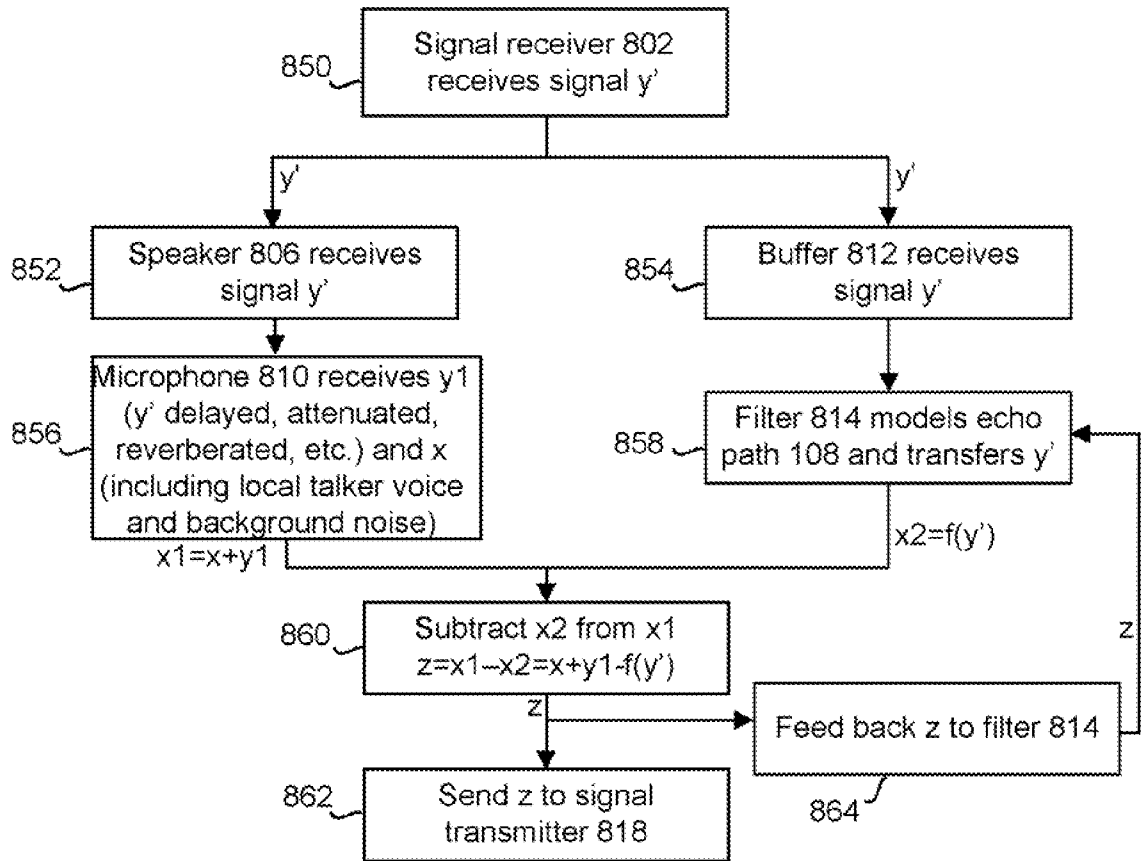 Signal receiver 802
receives signal y'
850
y'
y'
Speaker 806 receives
signal y'
852
Buffer 812 receives
signal y'
854
Microphone 810 receives y1
(y' delayed, attenuated,
reverberated, etc.) and x
(including local talker voice
and background noise)
856
Filter 814 models echo
path 108 and transfers y'
858
x1=x+y1
x2=f(y')
Subtract x2 from x1
z=x1–x2=x+y1-f(y')
860
z
z
Feed back z to filter 814
864
Send z to signal
transmitter 818
862